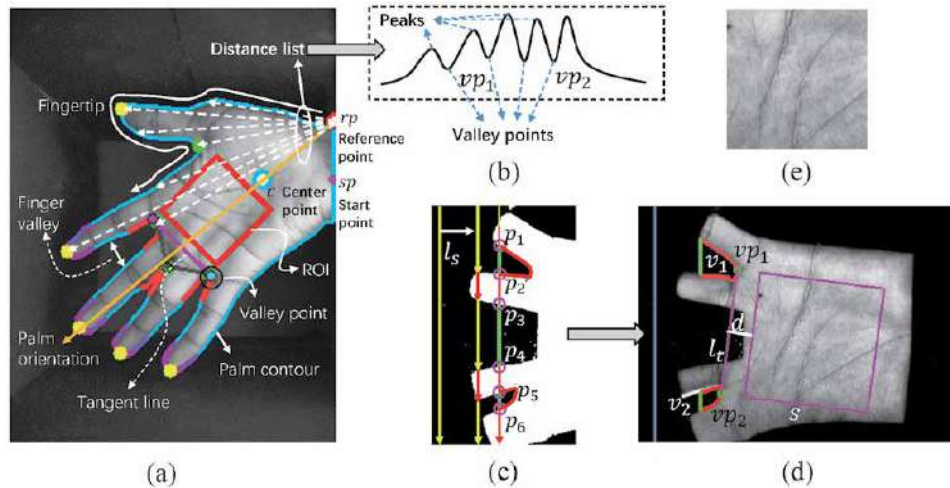 Distance list
Fingertip
rp
Reference
point
sp
Start
point
c Center
point
Finger
valley
ROI
Valley point
Palm
orientation
Palm contour
Tangent line
(a)
Peaks
vp1
vp2
Valley points
(b)
(e)
ls
p1
p2
p3
p4
p5
p6
(c)
v1
vp1
d
lt
v2
vp2
s
(d)